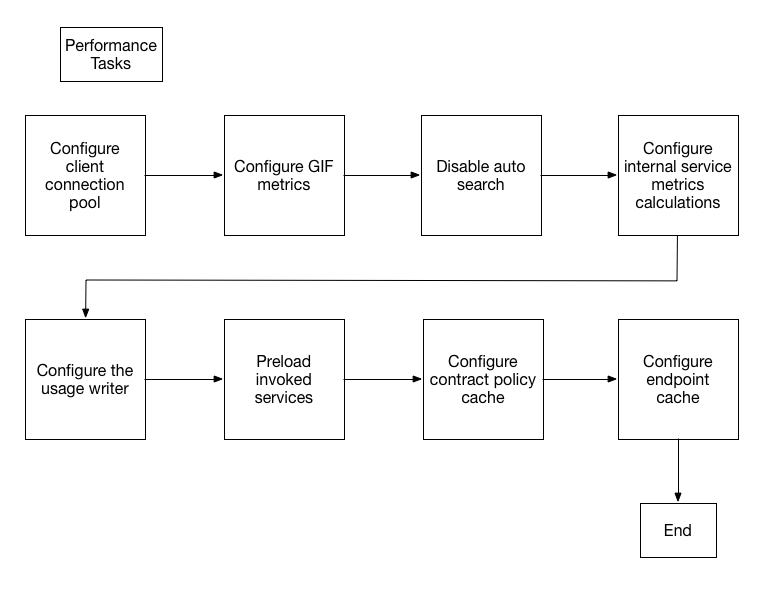 Performance
Tasks
Configure
client
connection
pool
Configure GIF
metrics
Disable auto
search
Configure
internal service
metrics
calculations
Configure the
usage writer
Preload
invoked
services
Configure
contract policy
cache
Configure
endpoint
cache
End